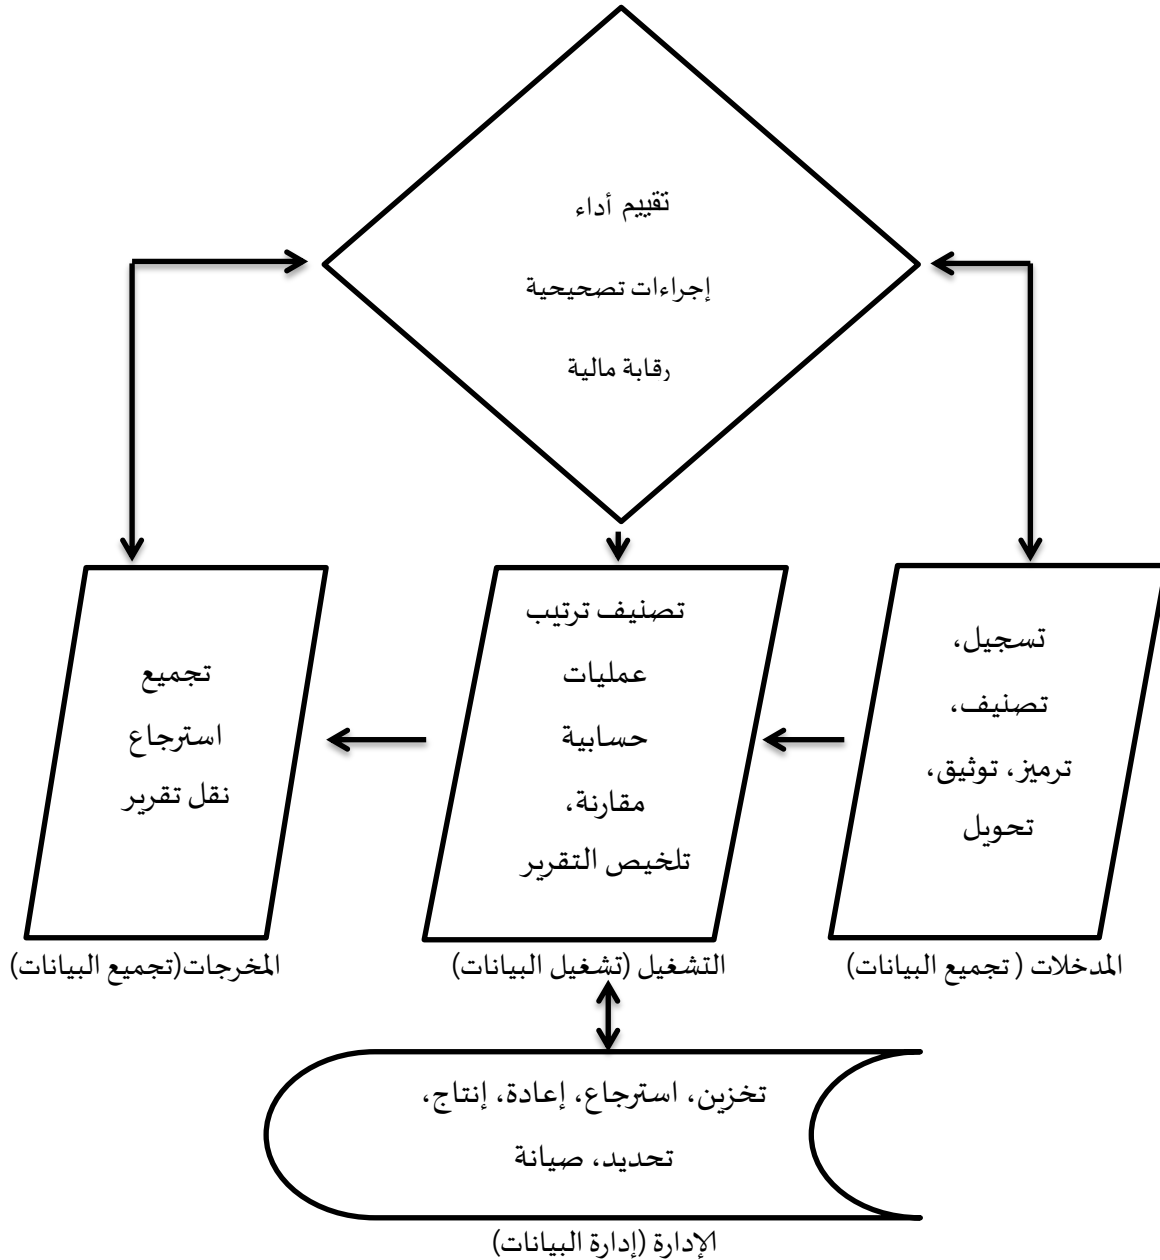 تقييم أداء
إجراءات تصحيحية
رقابة مالية
تسجيل،
تصنيف،
ترميز، توثيق،
تحويل
المدخلات ( تجميع البيانات)
تصنيف ترتيب
عمليات
حسابية
مقارنة،
تلخيص التقرير
التشغيل (تشغيل البيانات)
تجميع
استرجاع
نقل تقرير
المخرجات(تجميع البيانات)
تخزين، استرجاع، إعادة، إنتاج،
تحديد، صيانة
الإدارة (إدارة البيانات)